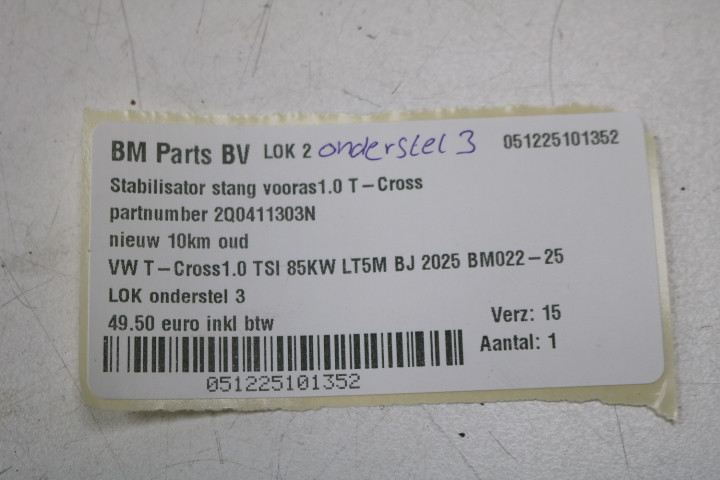 BM Parts BV LOK 2 onderstel 3 051225101352
Stabilisator stang vooras1.0 T-Cross
partnumber 2Q0411303N
nieuw 10km oud
VW T-Cross1.0 TSI 85KW LT5M BJ 2025 BM022-25
LOK onderstel 3
49.50 euro inkl btw
Verz: 15
Aantal: 1
051225101352